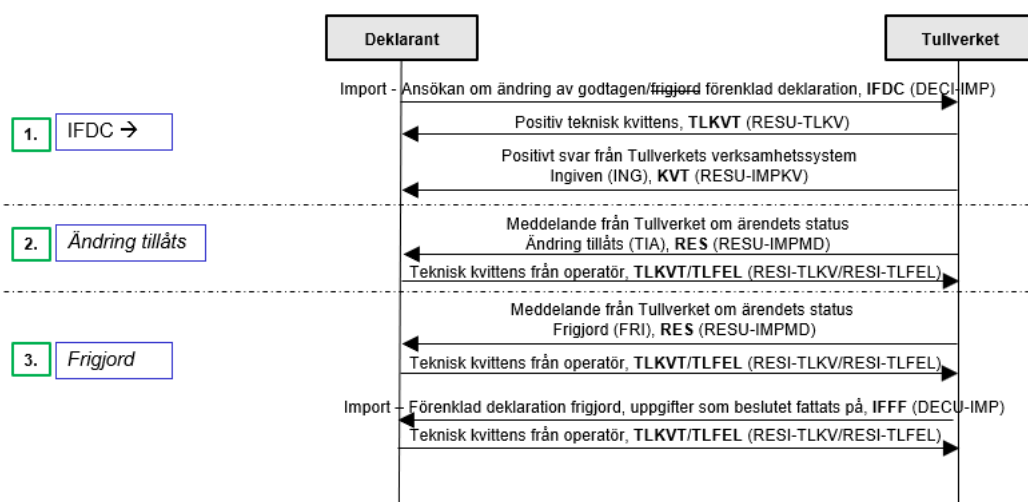 Deklarant
Tullverket
Import - Ansökan om ändring av godtagen/frigjord förenklad deklaration, IFDC (DECI-IMP)
1.
IFDC →
Positiv teknisk kvittens, TLKVT (RESU-TLKV)
Positivt svar från Tullverkets verksamhetssystem
Ingiven (ING), KVT (RESU-IMPKV)
2.
Ändring tillåts
Meddelande från Tullverket om ärendets status
Ändring tillåts (TIA), RES (RESU-IMPMD)
Teknisk kvittens från operatör, TLKVT/TLFEL (RESI-TLKV/RESI-TLFEL)
3.
Frigjord
Meddelande från Tullverket om ärendets status
Frigjord (FRI), RES (RESU-IMPMD)
Teknisk kvittens från operatör, TLKVT/TLFEL (RESI-TLKV/RESI-TLFEL)
Import – Förenklad deklaration frigjord, uppgifter som beslutet fattats på, IFFF (DECU-IMP)
Teknisk kvittens från operatör, TLKVT/TLFEL (RESI-TLKV/RESI-TLFEL)